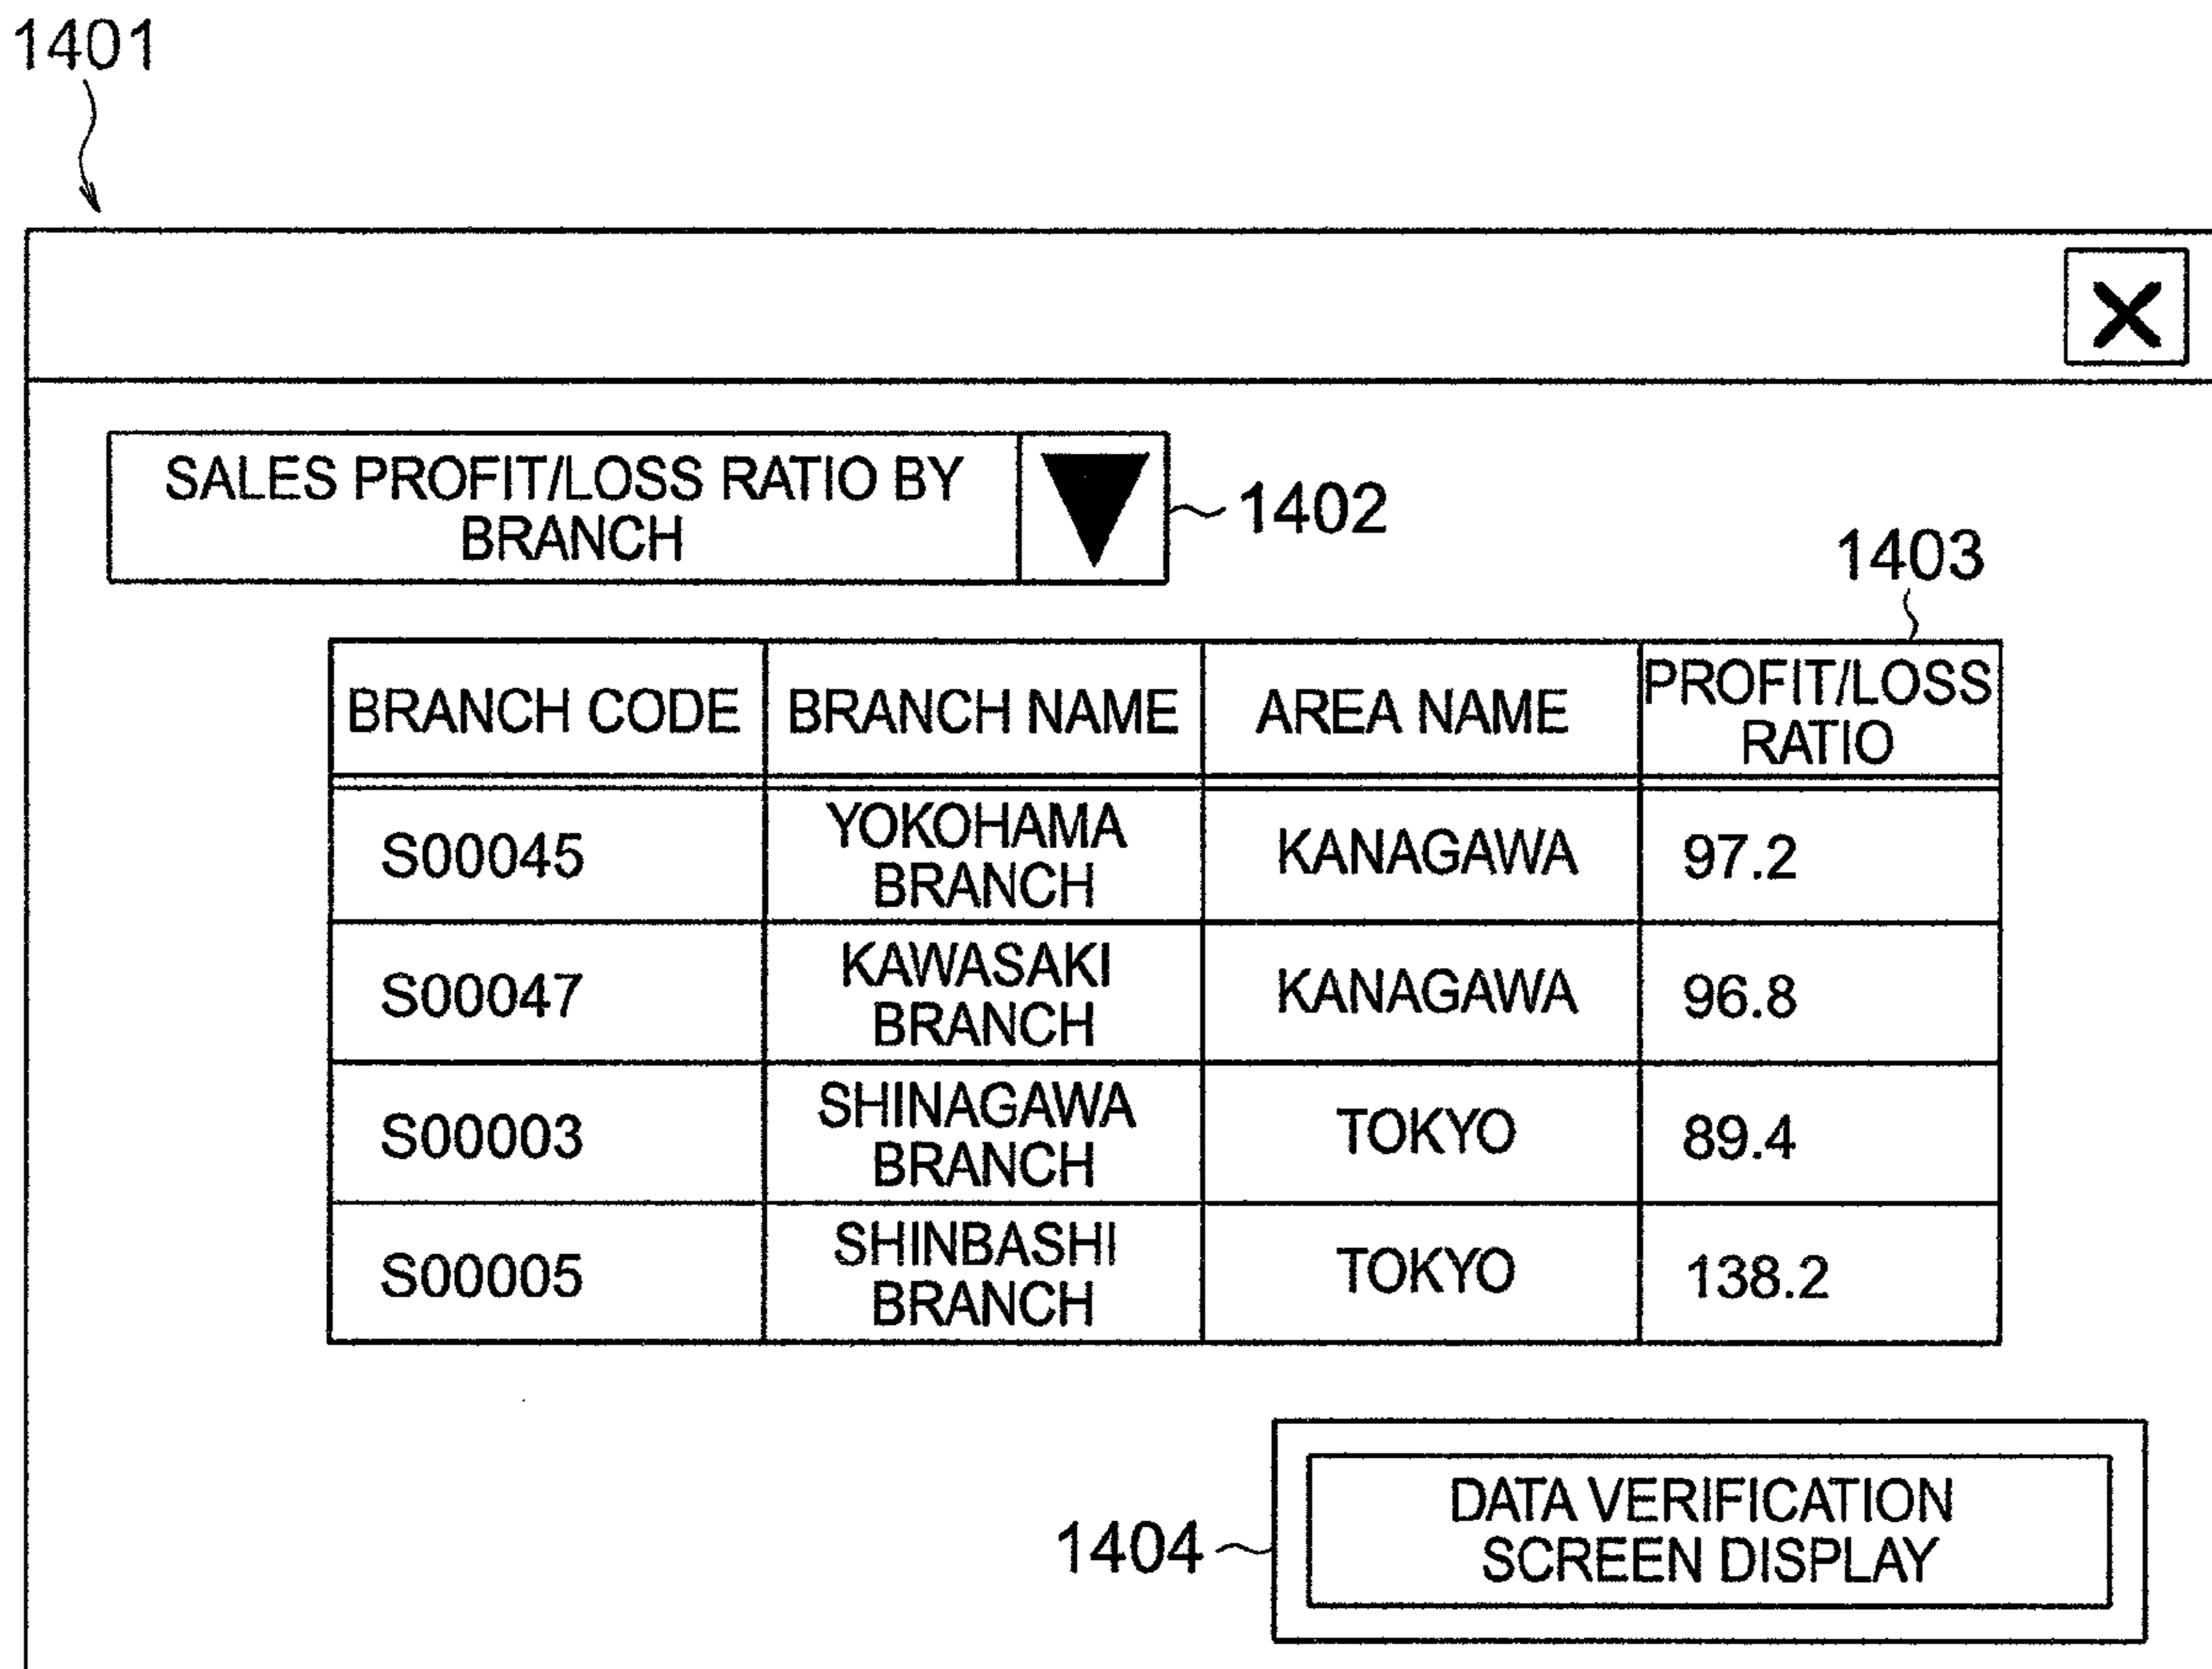 1401
X
SALES PROFIT/LOSS RATIO BY
BRANCH
1402
1403
BRANCH CODE BRANCH NAME AREA NAME PROFIT/LOSS
RATIO
S00045 YOKOHAMA
BRANCH KANAGAWA 97.2
S00047 KAWASAKI
BRANCH KANAGAWA 96.8
S00003 SHINAGAWA
BRANCH TOKYO 89.4
S00005 SHINBASHI
BRANCH TOKYO 138.2
DATA VERIFICATION
SCREEN DISPLAY
1404